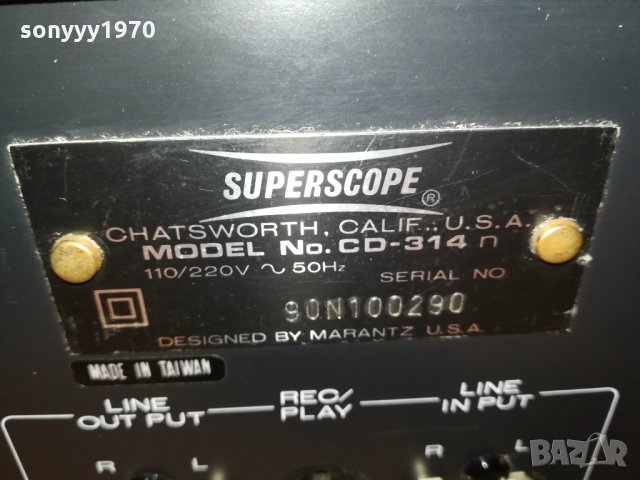 sonyyy1970
SUPERSCOPE ®
CHATSWORTH, CALIF., U.S.A.
MODEL No. CD-314 n
110/220V ~ 50Hz SERIAL NO
90N100290
DESIGNED BY MARANTZ U.S.A.
MADE IN TAIWAN
LINE OUT PUT REC/PLAY LINE IN PUT
R L R L
BAZAR